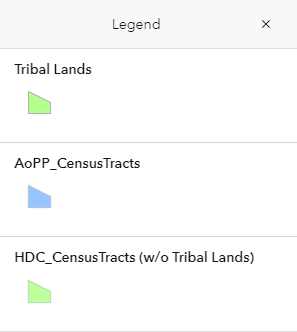 Legend
Tribal Lands
AoPP_CensusTracts
HDC_CensusTracts (w/o Tribal Lands)